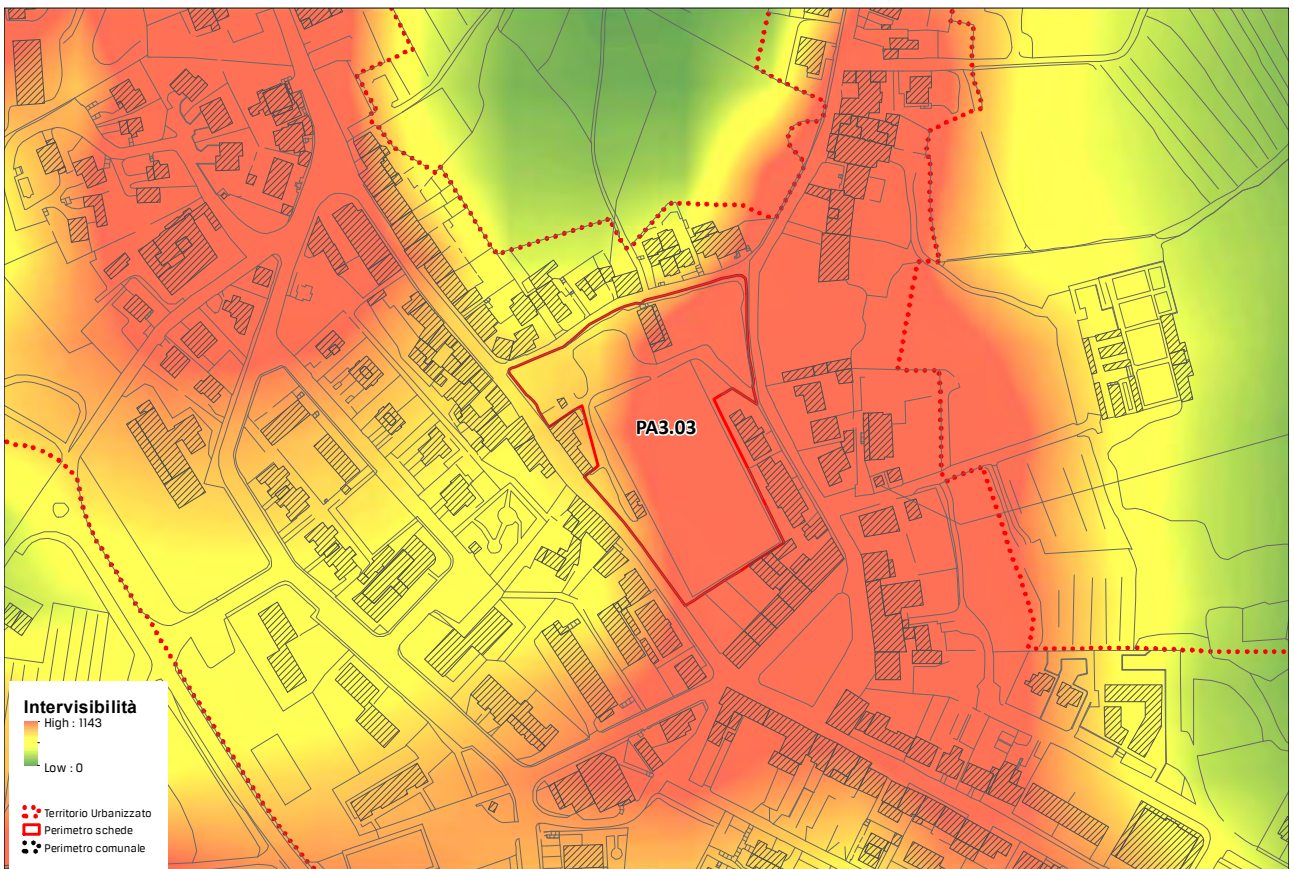 PA3.03
Intervisibilità
High : 1143
Low : 0
Territorio Urbanizzato
Perimetro schede
Perimetro comunale